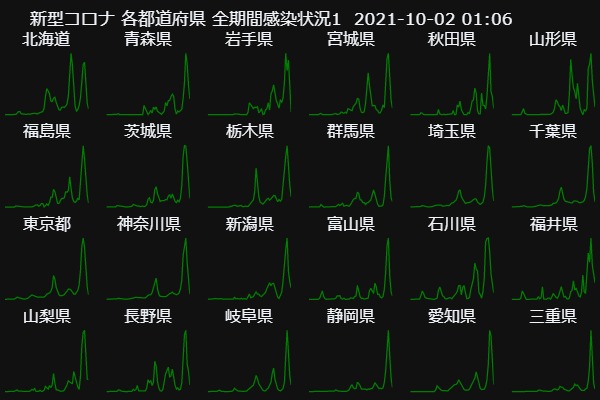 新型コロナ 各都道府県 全期間感染状況1 2021-10-02 01:06
北海道 青森県 岩手県 宮城県 秋田県 山形県
福島県 茨城県 栃木県 群馬県 埼玉県 千葉県
東京都 神奈川県 新潟県 富山県 石川県 福井県
山梨県 長野県 岐阜県 静岡県 愛知県 三重県